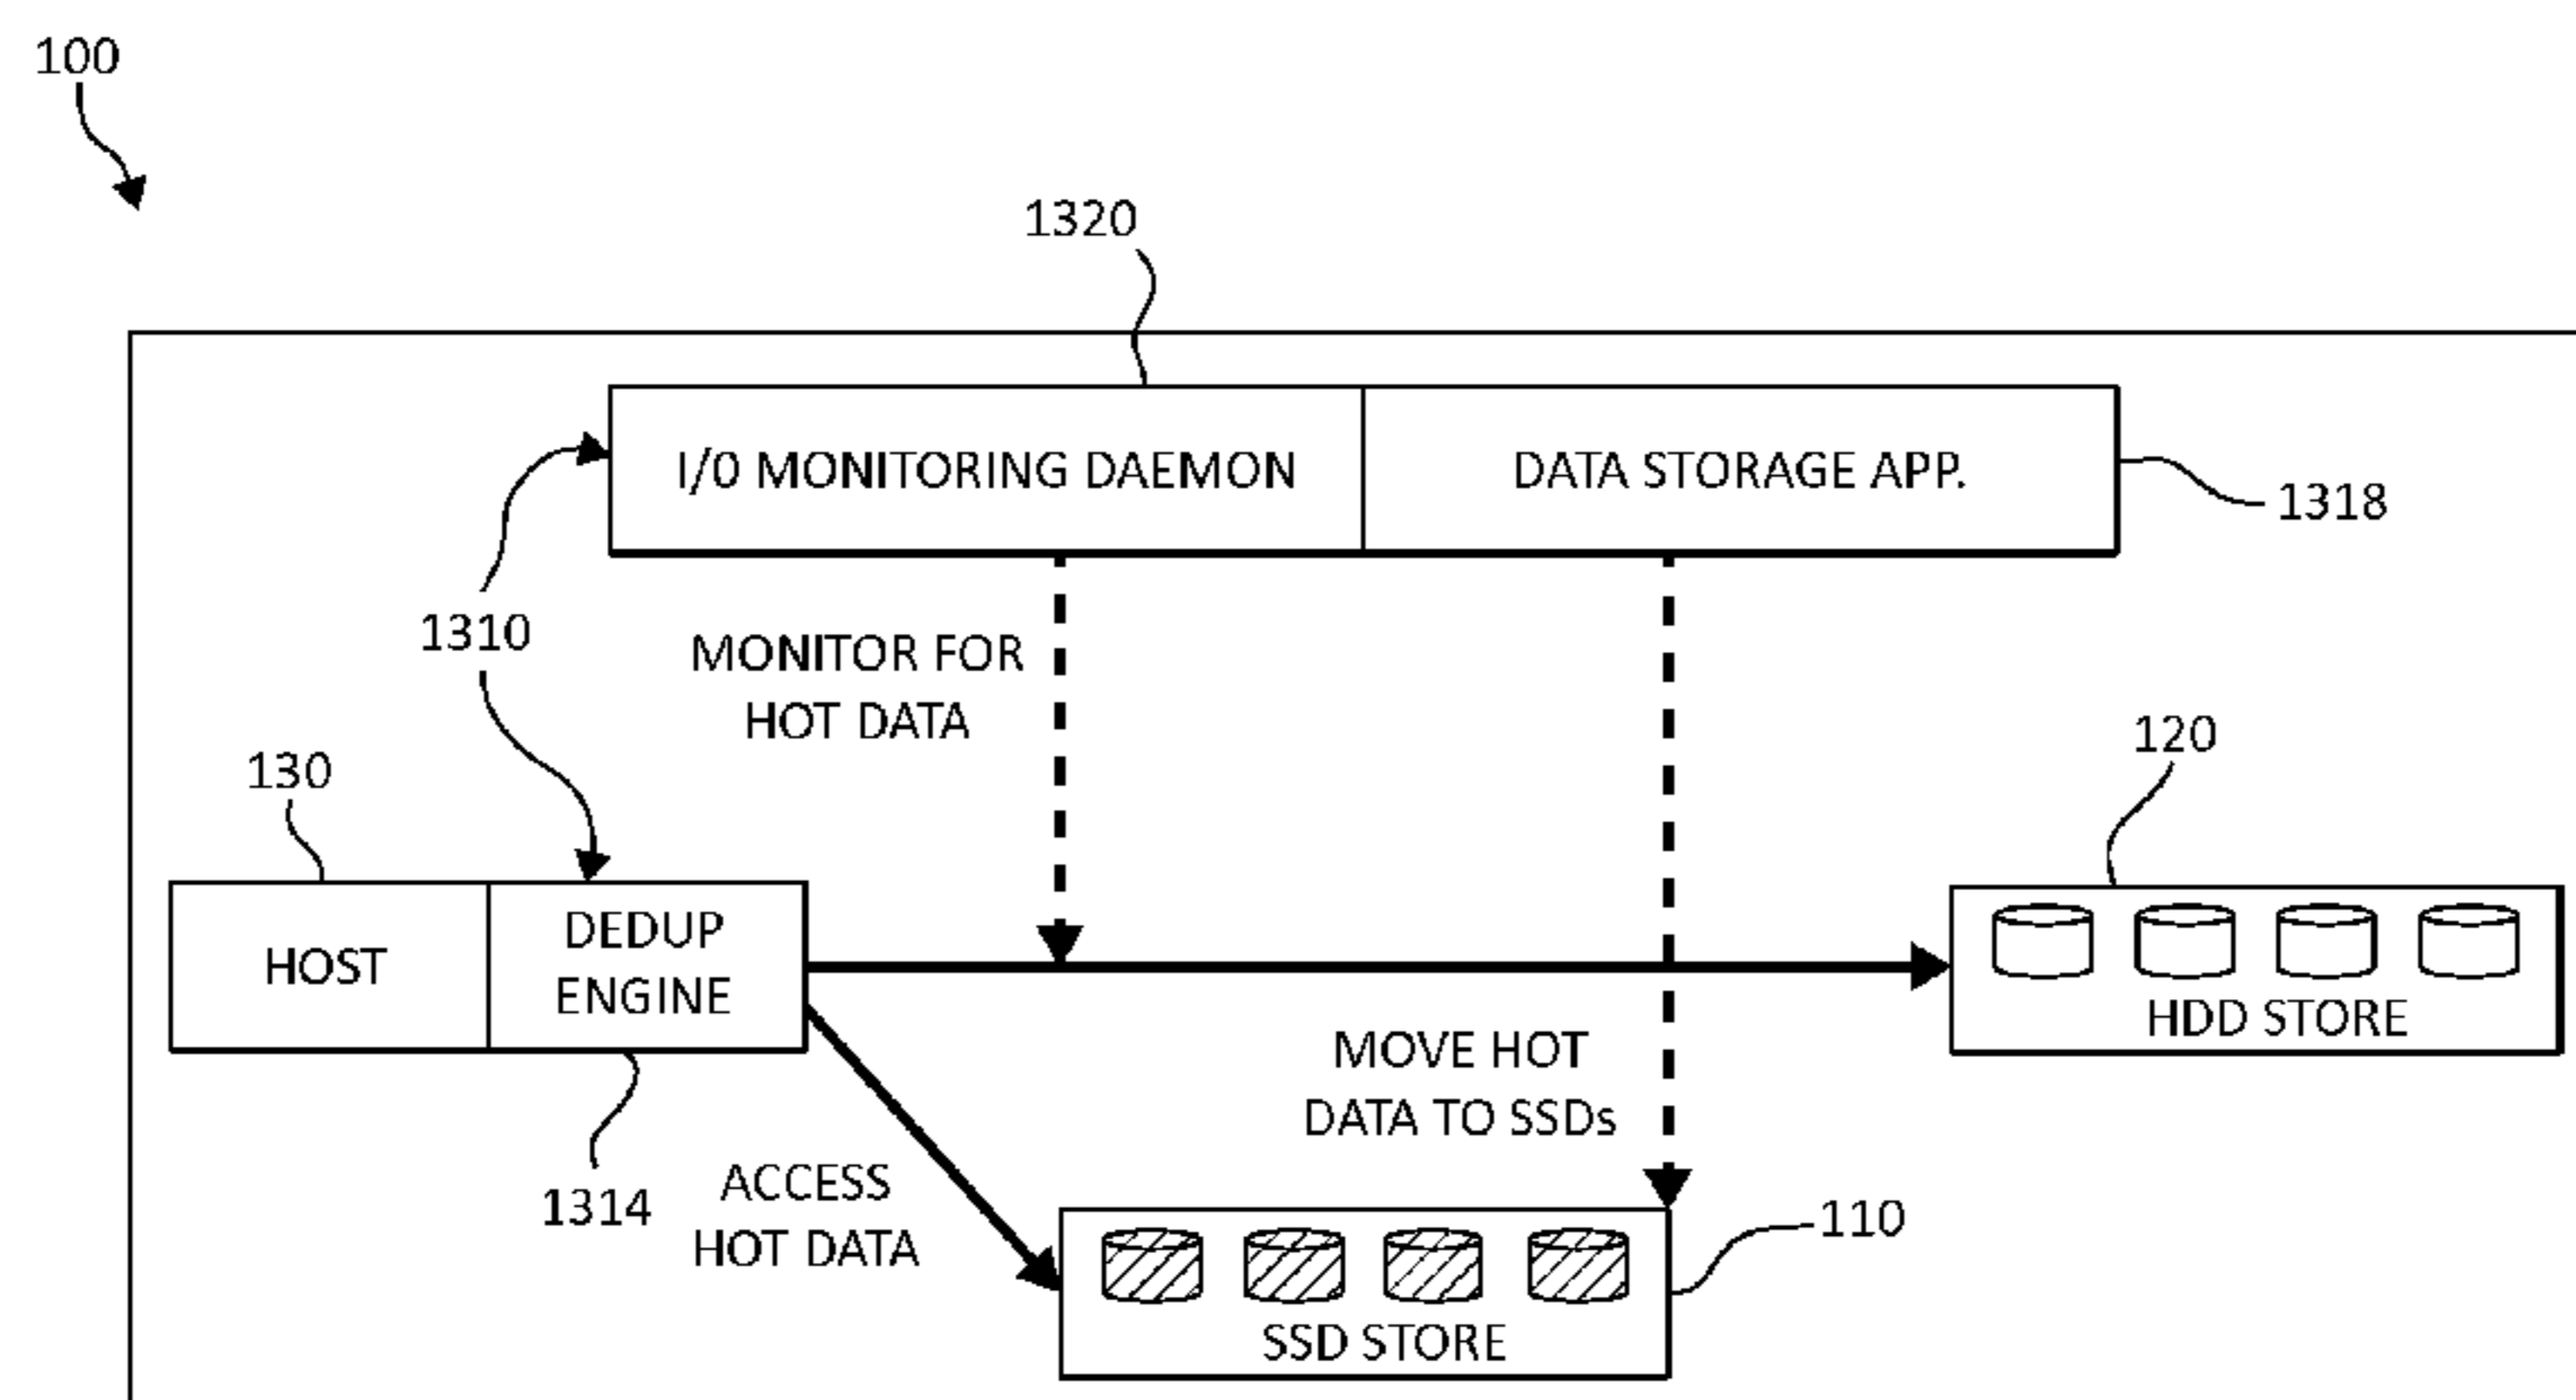 100
1320
I/0 MONITORING DAEMON
DATA STORAGE APP.
1318
1310
MONITOR FOR
HOT DATA
130
120
HOST
DEDUP
ENGINE
HDD STORE
MOVE HOT
DATA TO SSDs
1314
ACCESS
HOT DATA
110
SSD STORE